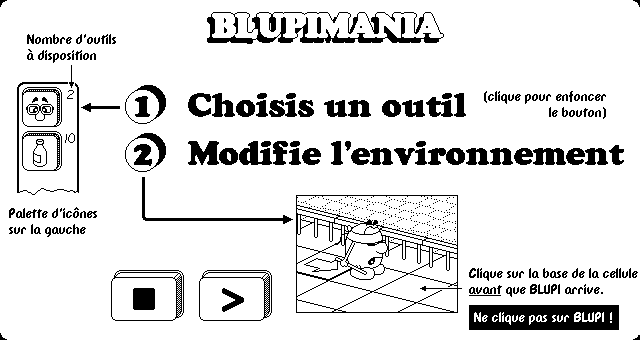 BLUPIMANIA
Nombre d'outils
à disposition
2
10
1 Choisis un outil
(clique pour enfoncer
le bouton)
2 Modifie l'environnement
Palette d'icônes
sur la gauche
Clique sur la base de la cellule
avant que BLUPI arrive.
Ne clique pas sur BLUPI !